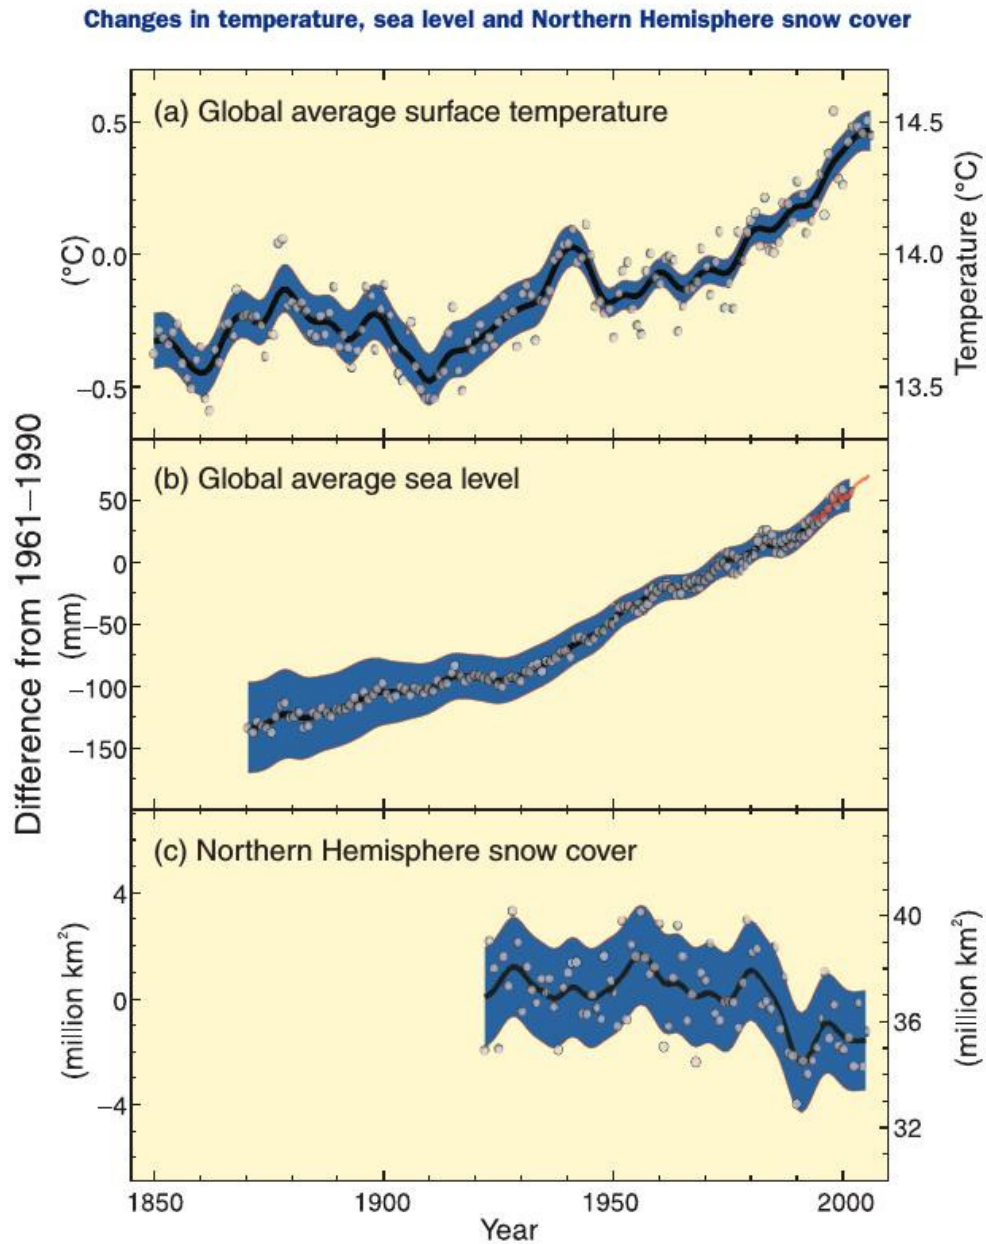 Changes in temperature, sea level and Northern Hemisphere snow cover
(a) Global average surface temperature
0.5
0.0
−0.5
(°C)
14.5
14.0
13.5
Temperature (°C)
Difference from 1961–1990
(b) Global average sea level
50
0
−50
−100
−150
(mm)
(c) Northern Hemisphere snow cover
4
0
−4
(million km²)
40
36
32
(million km²)
1850 1900 1950 2000
Year